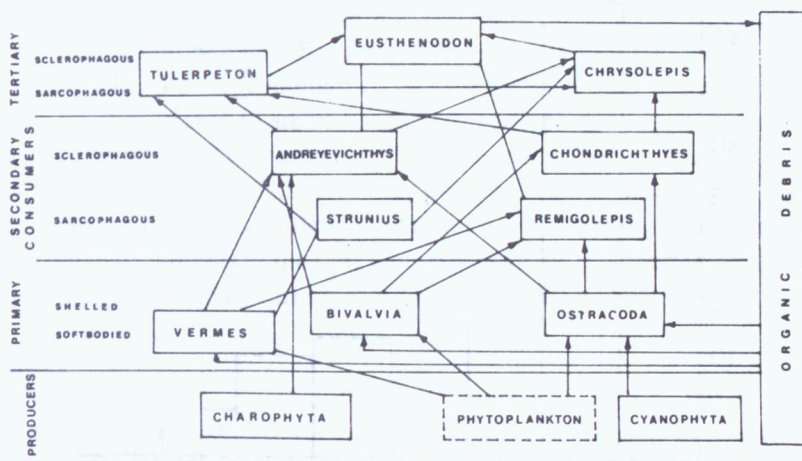 TERTIARY
SCLEROPHAGOUS
SARCOPHAGOUS
TULERPETON
EUSTHENODON
CHRYSOLEPIS
SECONDARY
CONSUMERS
SCLEROPHAGOUS
SARCOPHAGOUS
ANDREYEVICHTHYS
CHONDRICHTHYES
STRUNIUS
REMIGOLEPIS
PRIMARY
SHELLED
SOFTBODIED
VERMES
BIVALVIA
OSTRACODA
PRODUCERS
CHAROPHYTA
PHYTOPLANKTON
CYANOPHYTA
ORGANIC DEBRIS